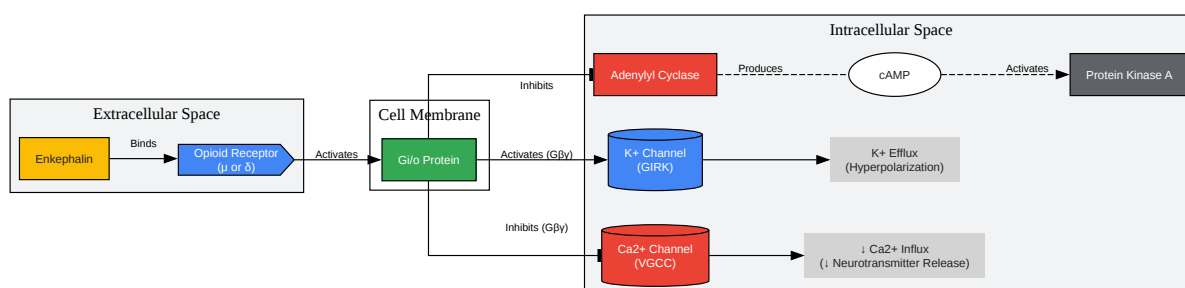 Intracellular Space
Adenylyl Cyclase
Produces
cAMP
Activates
Protein Kinase A
Inhibits
Extracellular Space
Cell Membrane
Enkephalin
Binds
Opioid Receptor
(μ or δ)
Activates
Gi/o Protein
Activates (Gβγ)
K+ Channel
(GIRK)
K+ Efflux
(Hyperpolarization)
Inhibits (Gβγ)
Ca2+ Channel
(VGCC)
↓ Ca2+ Influx
(↓ Neurotransmitter Release)